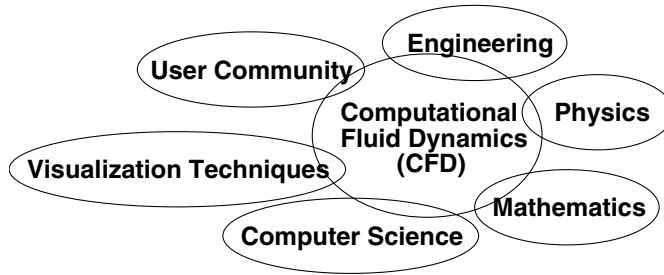 Engineering
User Community
Computational
Fluid Dynamics
(CFD)
Physics
Visualization Techniques
Mathematics
Computer Science